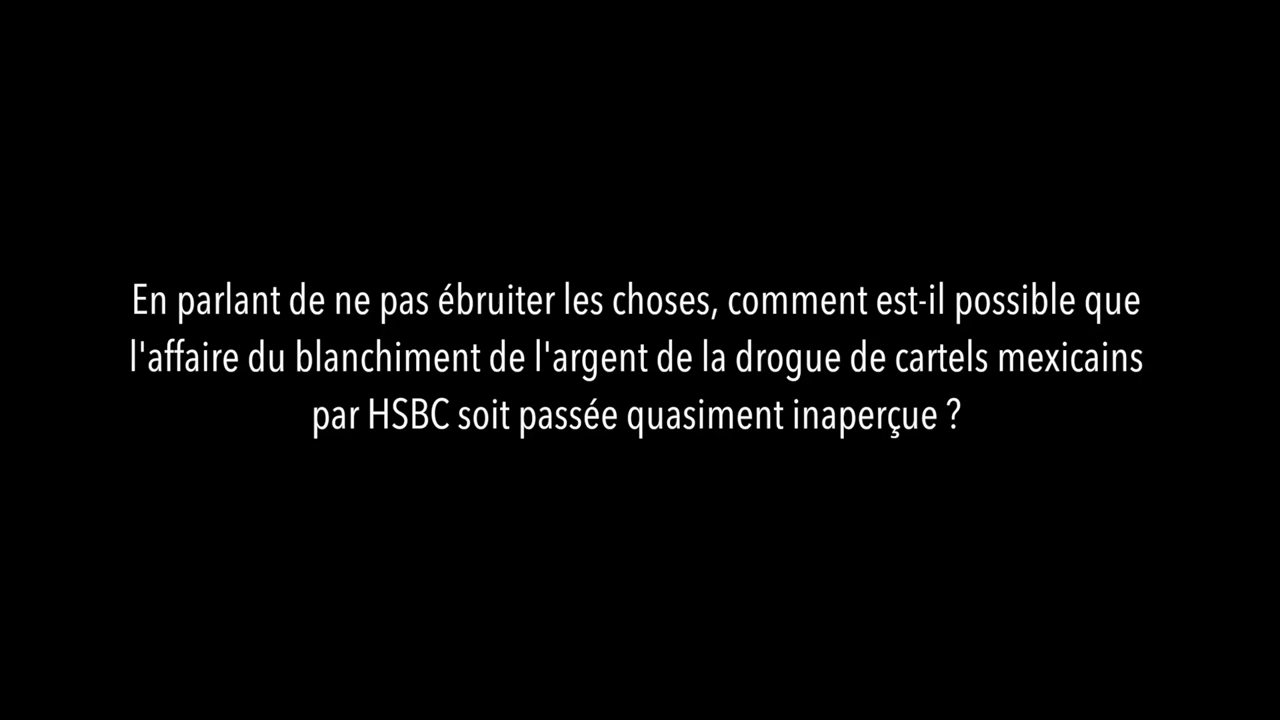 En parlant de ne pas ébruiter les choses, comment est-il possible que
l'affaire du blanchiment de l'argent de la drogue de cartels mexicains
par HSBC soit passée quasiment inaperçue ?